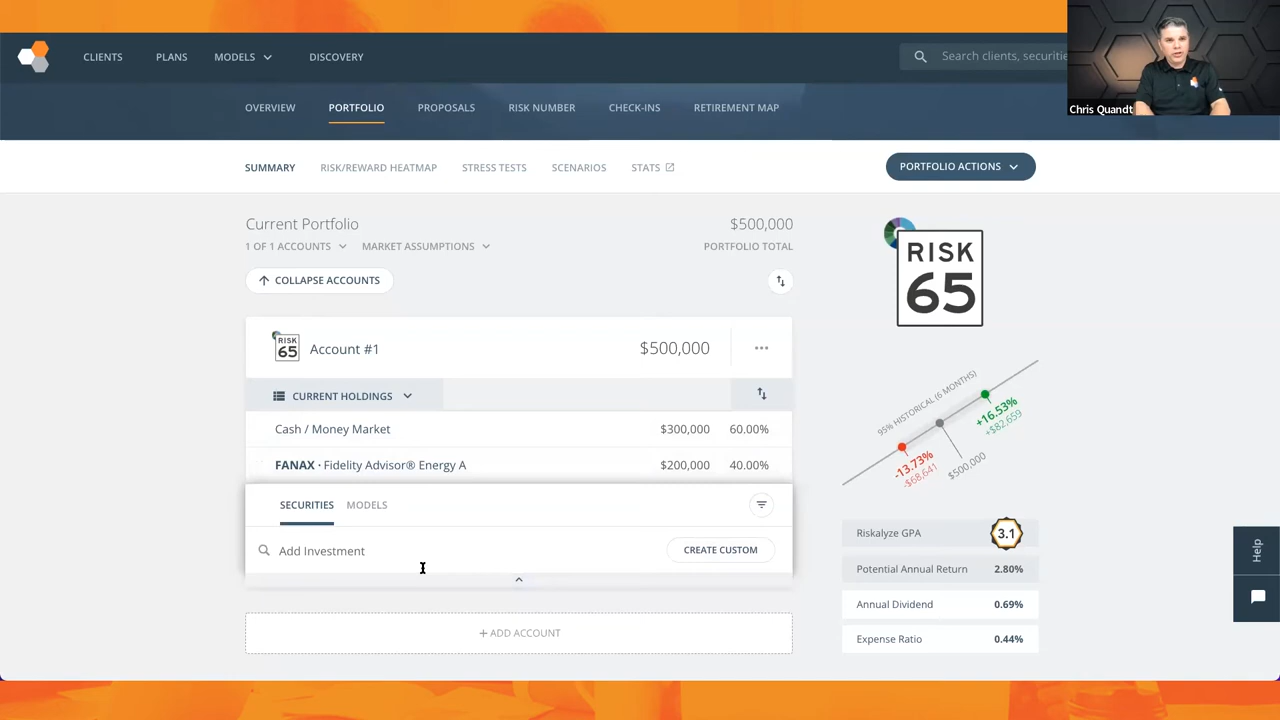 CLIENTS PLANS MODELS DISCOVERY
Search clients, securitie
Chris Quandt
OVERVIEW PORTFOLIO PROPOSALS RISK NUMBER CHECK-INS RETIREMENT MAP
SUMMARY RISK/REWARD HEATMAP STRESS TESTS SCENARIOS STATS
PORTFOLIO ACTIONS
Current Portfolio $500,000
1 OF 1 ACCOUNTS MARKET ASSUMPTIONS PORTFOLIO TOTAL
COLLAPSE ACCOUNTS
RISK
65
RISK
65
Account #1 $500,000
CURRENT HOLDINGS
Cash / Money Market $300,000 60.00%
FANAX · Fidelity Advisor® Energy A $200,000 40.00%
SECURITIES MODELS
Add Investment CREATE CUSTOM
+ ADD ACCOUNT
95% HISTORICAL (6 MONTHS)
+16.53%
+$82,659
-13.73%
-$68,641
$500,000
Riskalyze GPA 3.1
Potential Annual Return 2.80%
Annual Dividend 0.69%
Expense Ratio 0.44%
Help